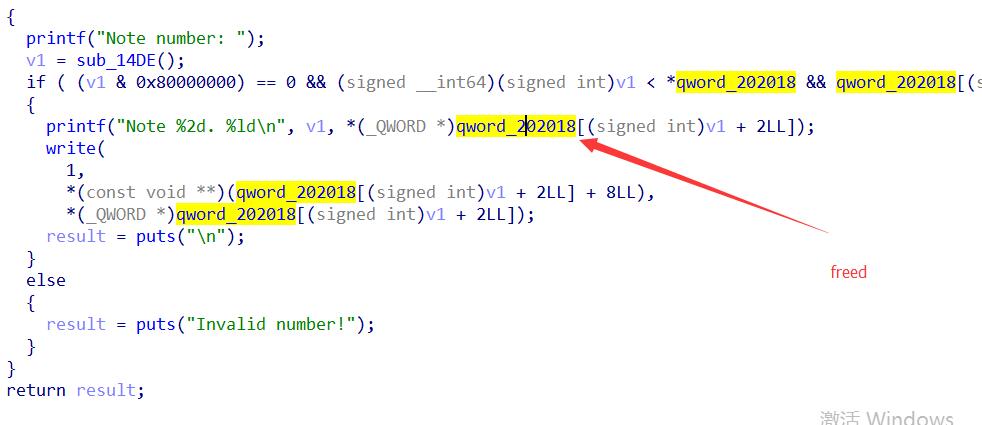 {
printf("Note number: ");
v1 = sub_14DE();
if ( (v1 & 0x80000000) == 0 && (signed __int64)(signed int)v1 < *qword_202018 && qword_202018[(s
{
printf("Note %2d. %ld\n", v1, *(_QWORD *)qword_202018[(signed int)v1 + 2LL]);
write(
1,
*(const void **)(qword_202018[(signed int)v1 + 2LL] + 8LL),
*(_QWORD *)qword_202018[(signed int)v1 + 2LL]);
result = puts("\n");
}
freed
else
{
result = puts("Invalid number!");
}
}
return result;
激活 Windows